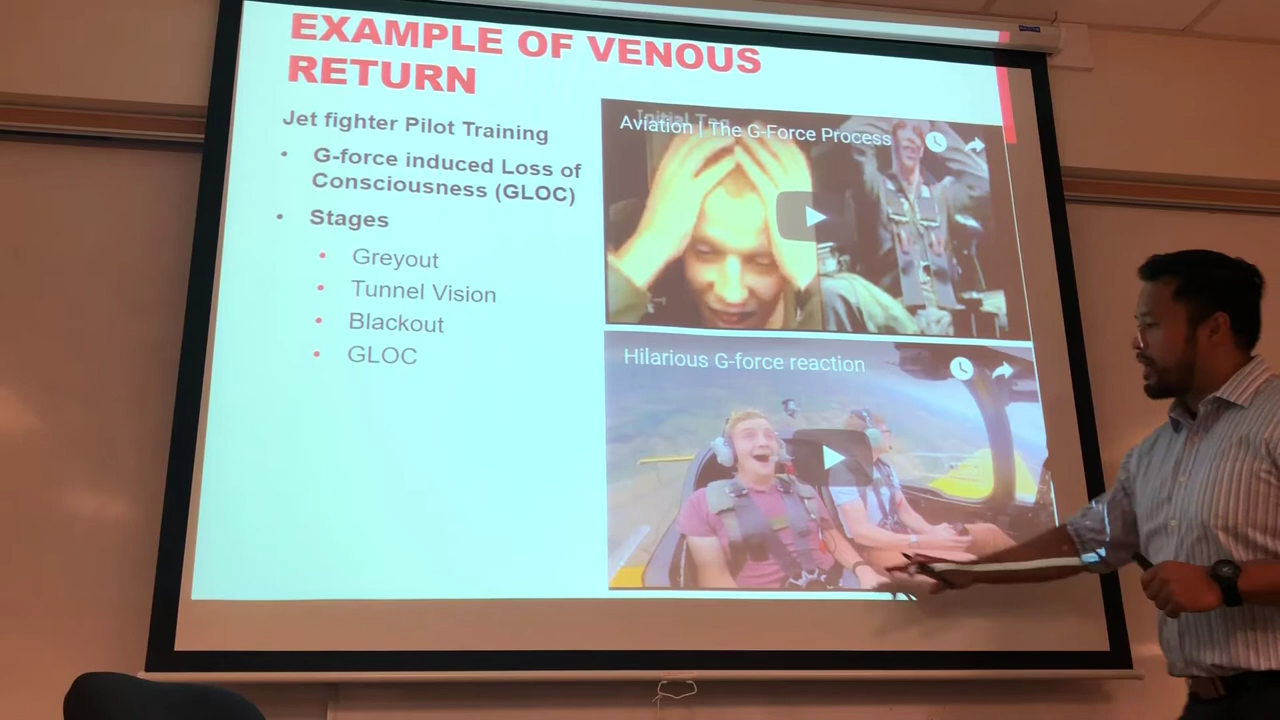 EXAMPLE OF VENOUS
RETURN
Jet fighter Pilot Training
• G-force induced Loss of
Consciousness (GLOC)
• Stages
• Greyout
• Tunnel Vision
• Blackout
• GLOC
Aviation | The G-Force Process
Hilarious G-force reaction